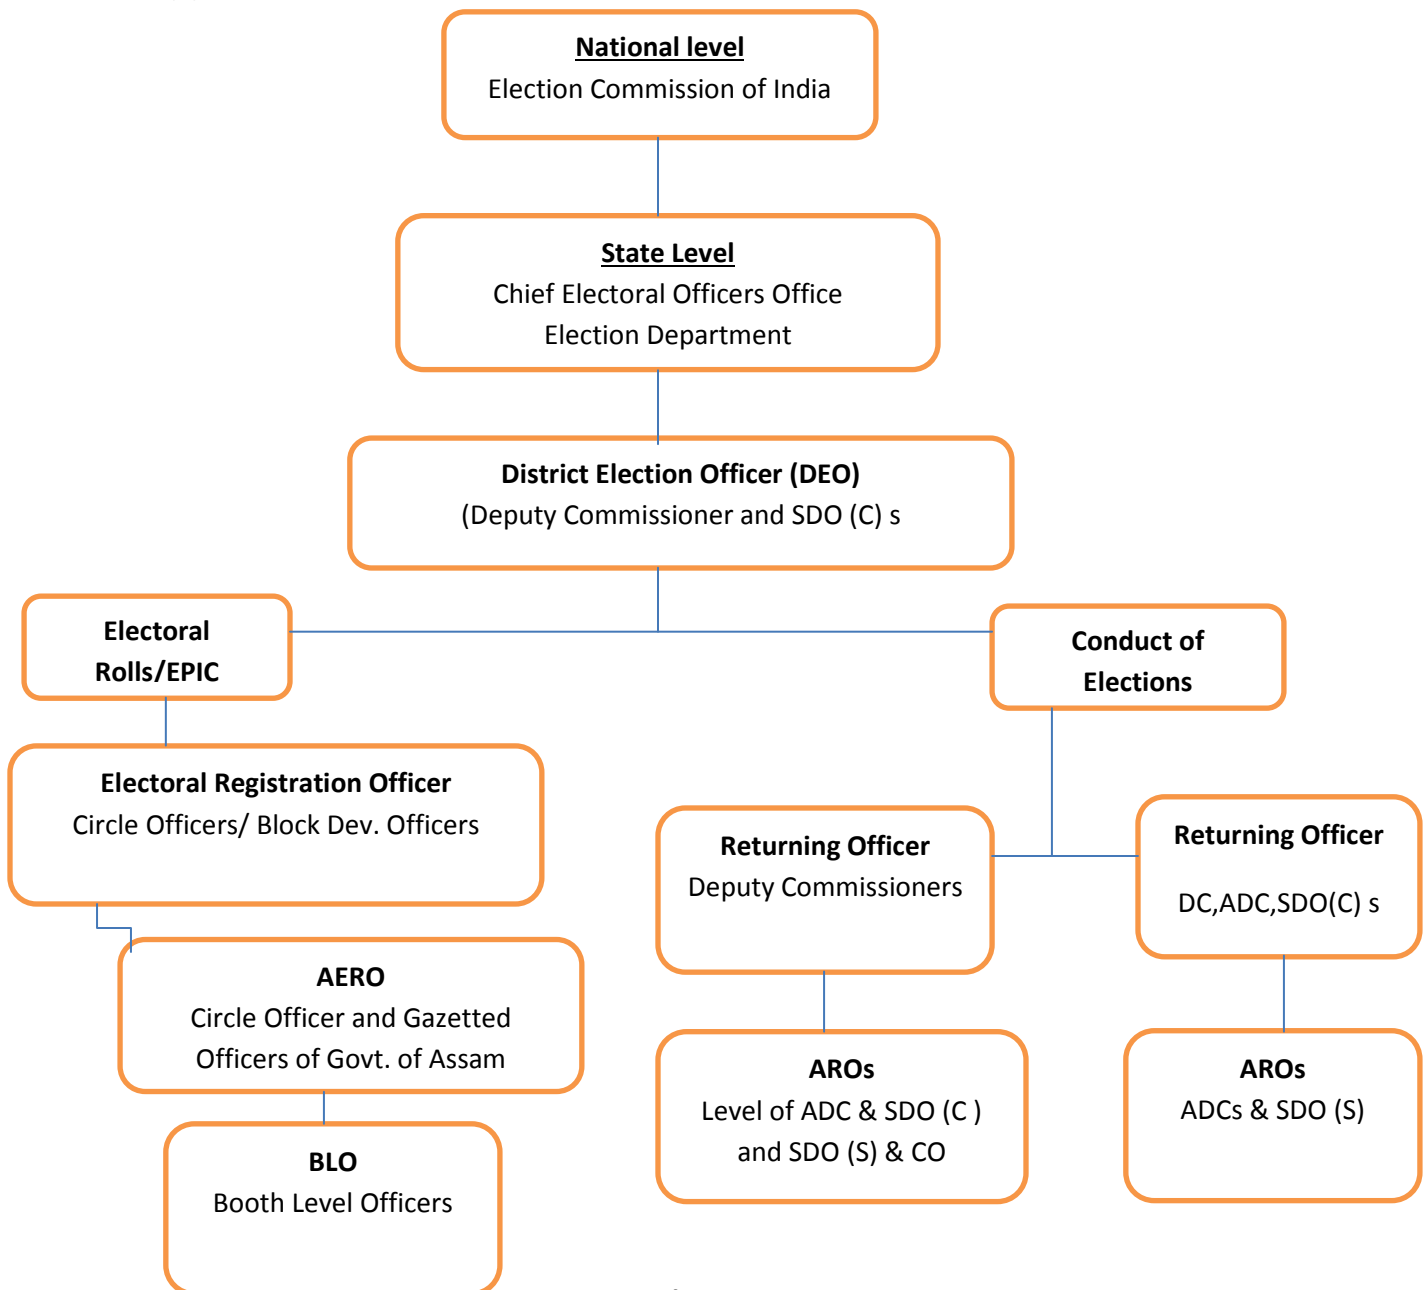 National level
Election Commission of India
State Level
Chief Electoral Officers Office
Election Department
District Election Officer (DEO)
(Deputy Commissioner and SDO (C) s
Electoral
Rolls/EPIC
Conduct of
Elections
Electoral Registration Officer
Circle Officers/ Block Dev. Officers
Returning Officer
Deputy Commissioners
Returning Officer
DC,ADC,SDO(C) s
AERO
Circle Officer and Gazetted
Officers of Govt. of Assam
AROs
Level of ADC & SDO (C )
and SDO (S) & CO
AROs
ADCs & SDO (S)
BLO
Booth Level Officers